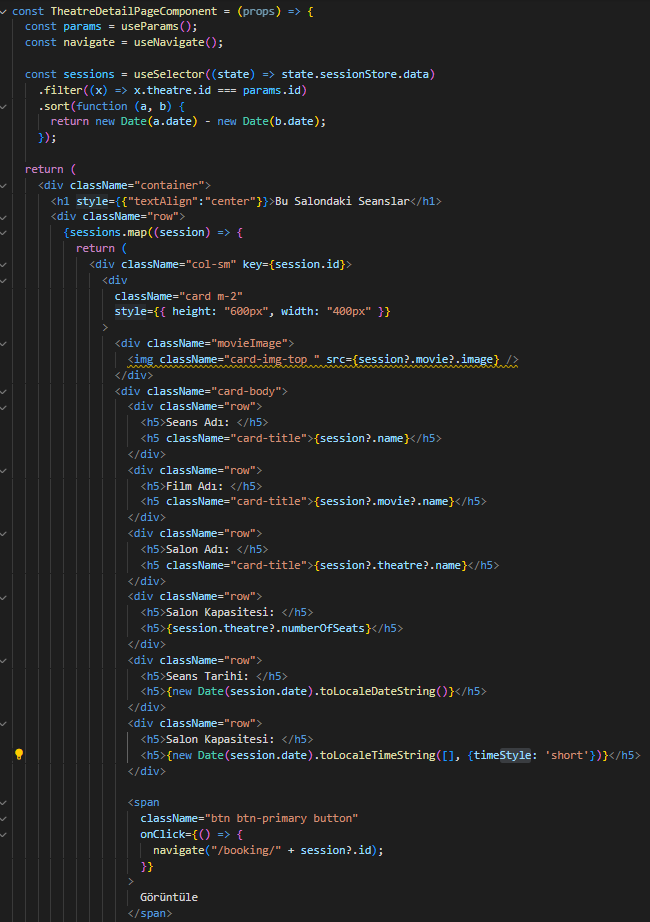 const TheatreDetailPageComponent = (props) => {
const params = useParams();
const navigate = useNavigate();
const sessions = useSelector((state) => state.sessionStore.data)
.filter((x) => x.theatre.id === params.id)
.sort(function (a, b) {
return new Date(a.date) - new Date(b.date);
});
return (
<div className="container">
<h1 style={{"textAlign":"center"}}>Bu Salondaki Seanslar</h1>
<div className="row">
{sessions.map((session) => {
return (
<div className="col-sm" key={session.id}>
<div
className="card m-2"
style={{ height: "600px", width: "400px" }}
>
<div className="movieImage">
<img className="card-img-top " src={session?.movie?.image} />
</div>
<div className="card-body">
<div className="row">
<h5>Seans Adı: </h5>
<h5 className="card-title">{session?.name}</h5>
</div>
<div className="row">
<h5>Film Adı: </h5>
<h5 className="card-title">{session?.movie?.name}</h5>
</div>
<div className="row">
<h5>Salon Adı: </h5>
<h5 className="card-title">{session?.theatre?.name}</h5>
</div>
<div className="row">
<h5>Salon Kapasitesi: </h5>
<h5>{session.theatre?.numberOfSeats}</h5>
</div>
<div className="row">
<h5>Seans Tarihi: </h5>
<h5>{new Date(session.date).toLocaleDateString()}</h5>
</div>
<div className="row">
<h5>Salon Kapasitesi: </h5>
<h5>{new Date(session.date).toLocaleTimeString([], {timeStyle: 'short'})}</h5>
</div>
<span
className="btn btn-primary button"
onClick={() => {
navigate("/booking/" + session?.id);
}}
>
Görüntüle
</span>